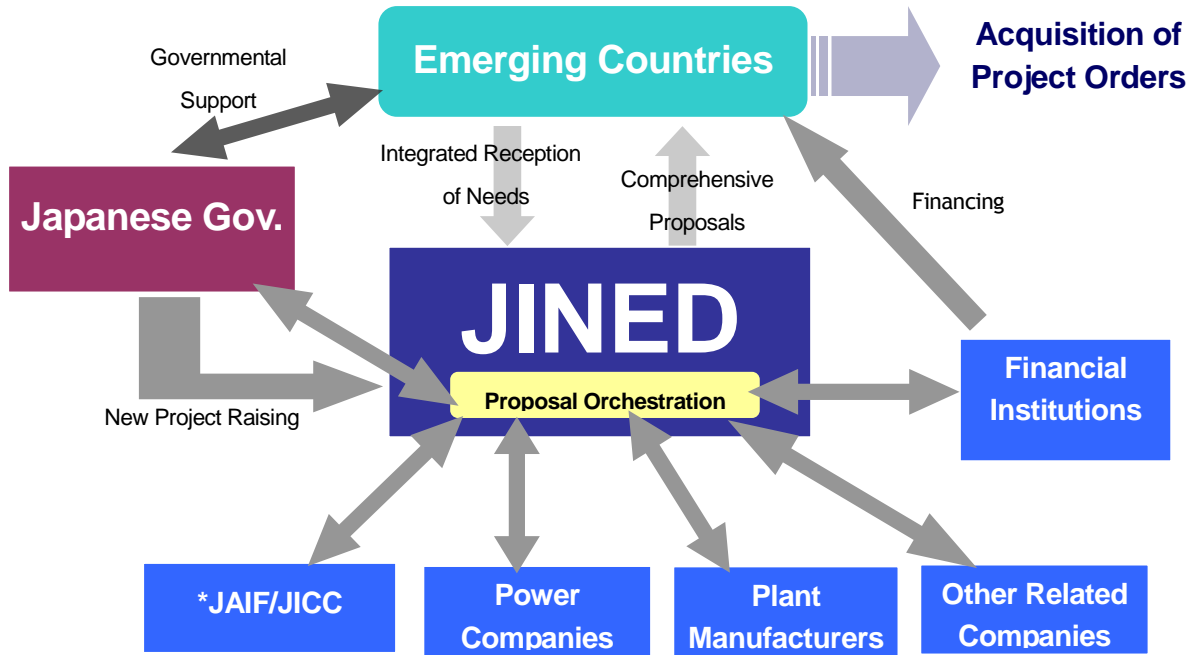 Emerging Countries
Acquisition of
Project Orders
Governmental
Support
Integrated Reception
of Needs
Comprehensive
Proposals
Financing
Japanese Gov.
JINED
Proposal Orchestration
New Project Raising
Financial
Institutions
*JAIF/JICC
Power
Companies
Plant
Manufacturers
Other Related
Companies